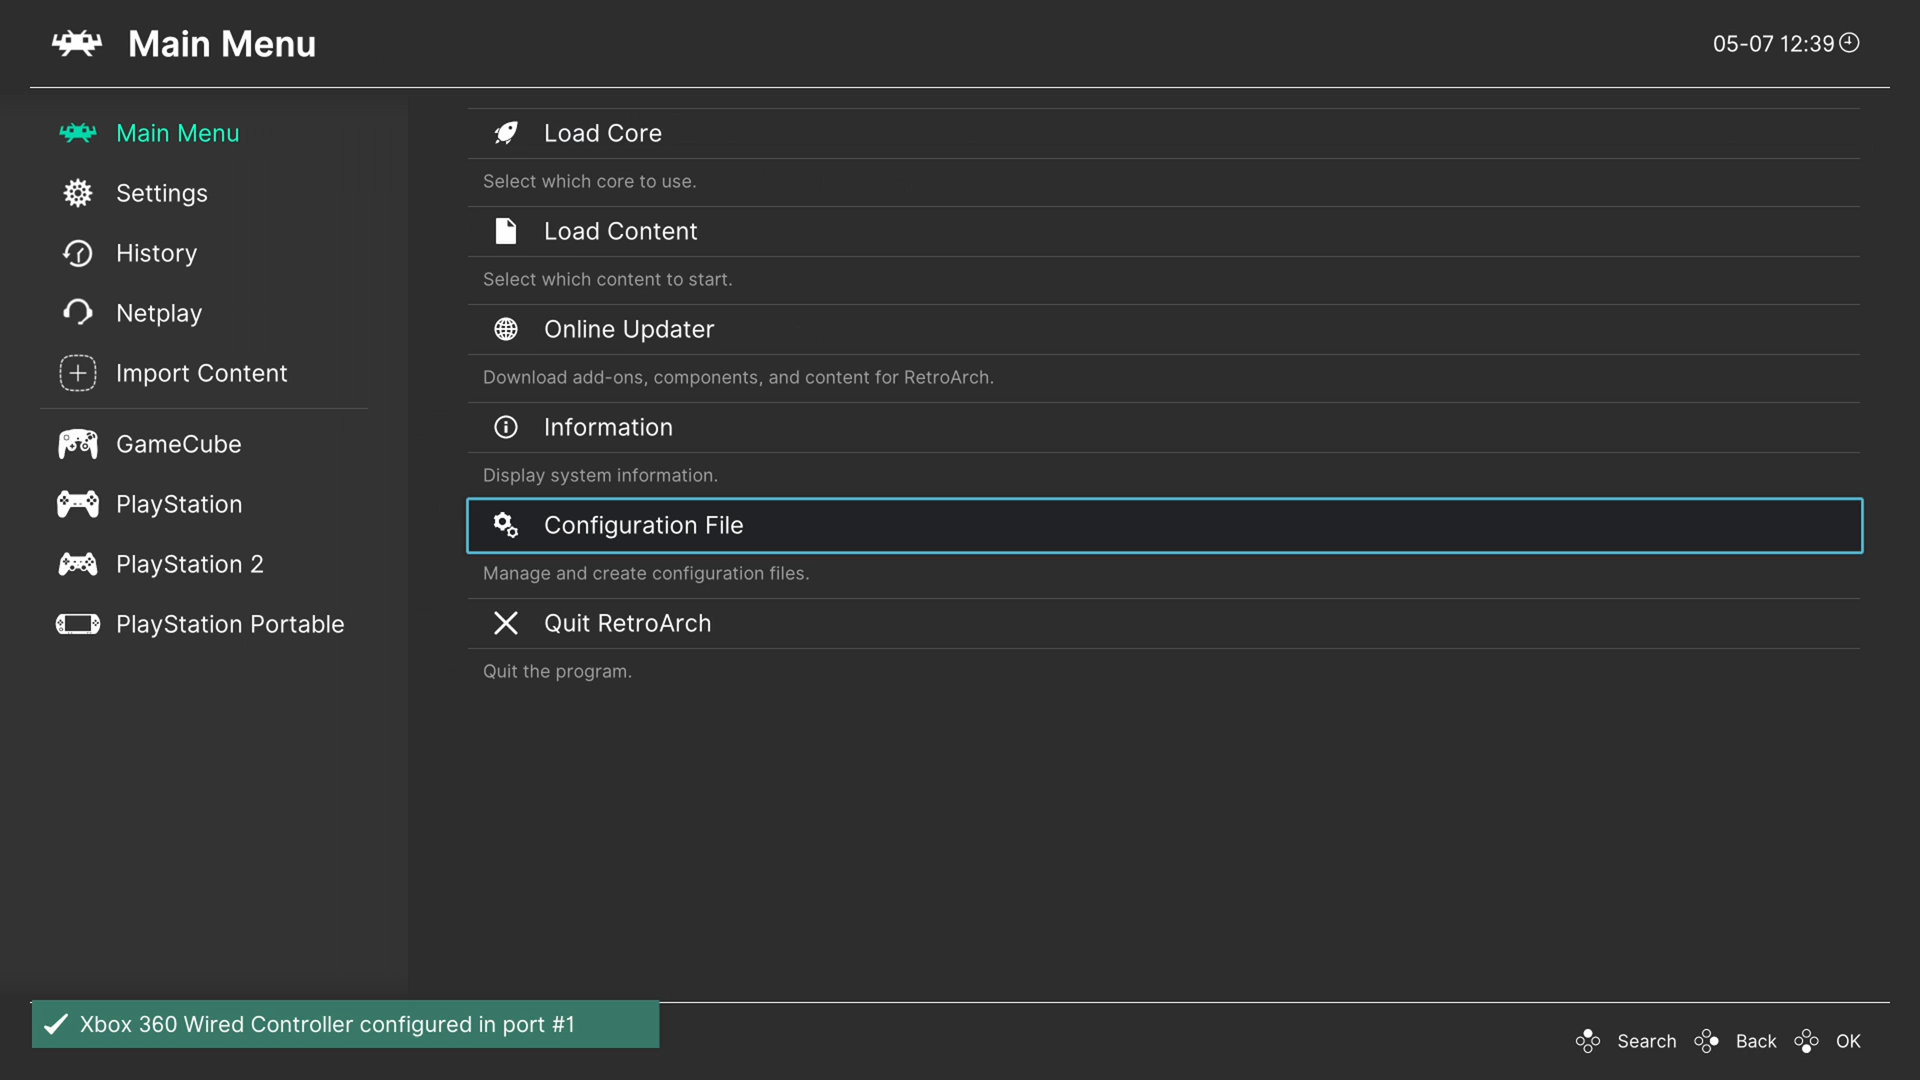 Main Menu
05-07 12:39
Main Menu
Settings
History
Netplay
Import Content
GameCube
PlayStation
PlayStation 2
PlayStation Portable
Load Core
Select which core to use.
Load Content
Select which content to start.
Online Updater
Download add-ons, components, and content for RetroArch.
Information
Display system information.
Configuration File
Manage and create configuration files.
Quit RetroArch
Quit the program.
Xbox 360 Wired Controller configured in port #1
Search Back OK